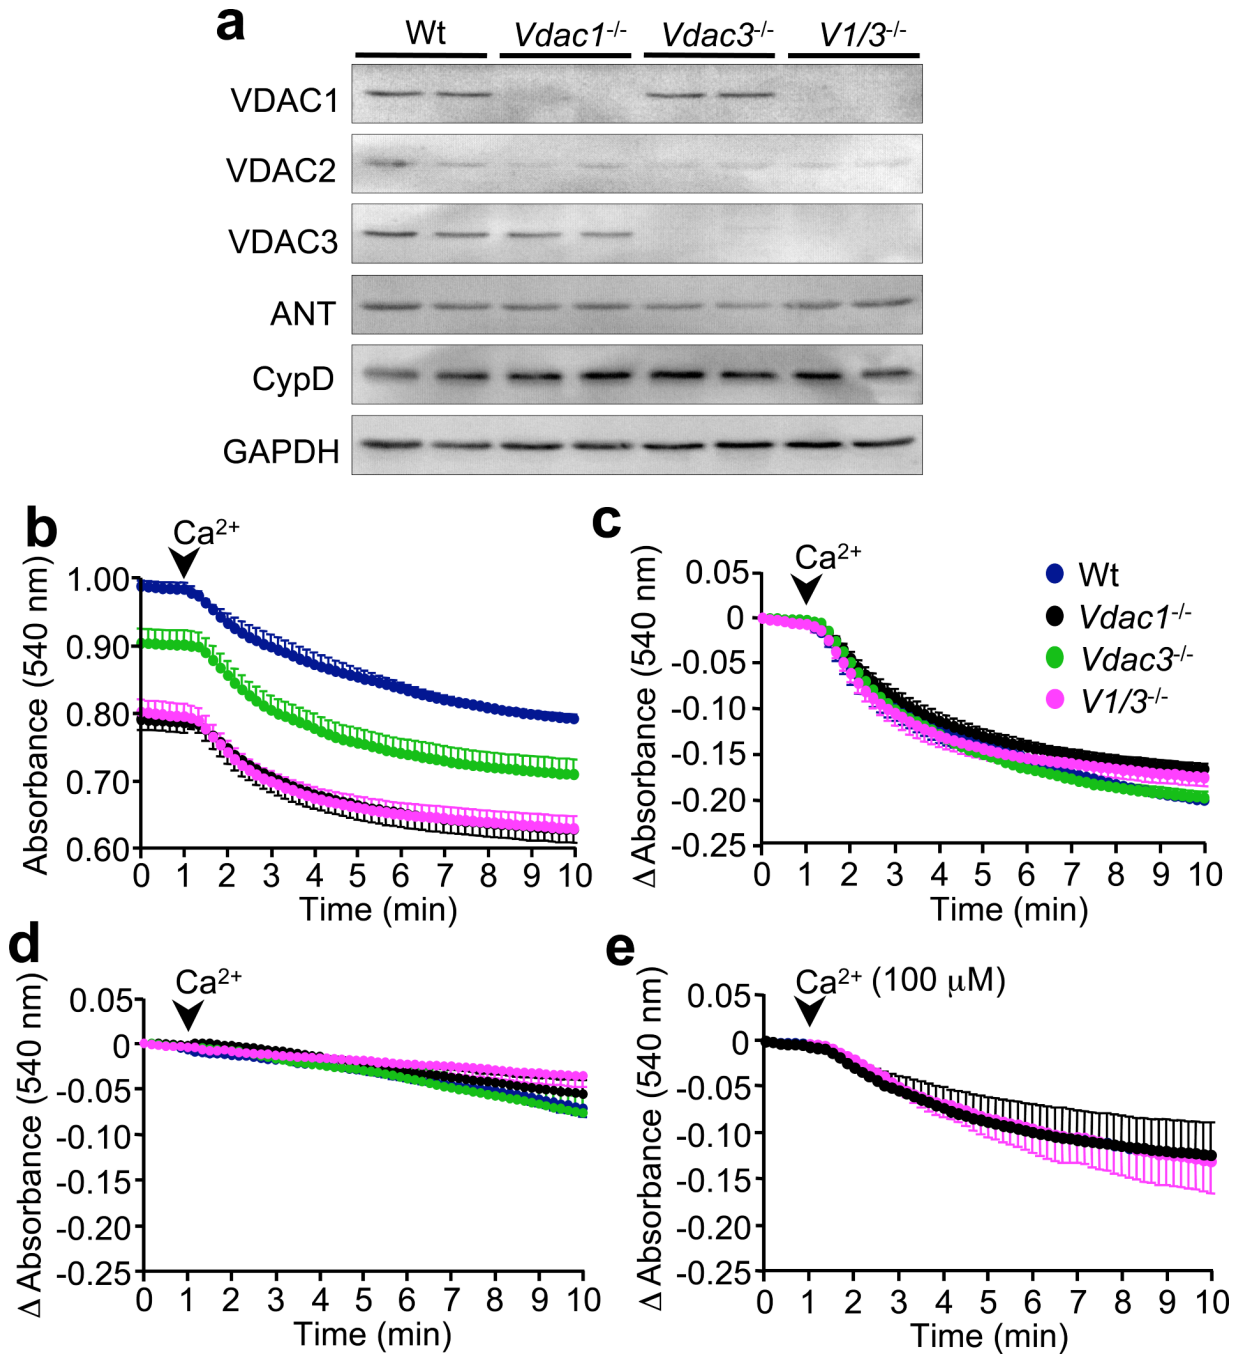 a
Wt Vdac1-/- Vdac3-/- V1/3-/-
VDAC1
VDAC2
VDAC3
ANT
CypD
GAPDH
b
Ca2+
Absorbance (540 nm)
1.00
0.90
0.80
0.70
0.60
0 1 2 3 4 5 6 7 8 9 10
Time (min)
c
Ca2+
Δ Absorbance (540 nm)
0.05
0
-0.05
-0.10
-0.15
-0.20
-0.25
0 1 2 3 4 5 6 7 8 9 10
Time (min)
Wt
Vdac1-/-
Vdac3-/-
V1/3-/-
d
Ca2+
Δ Absorbance (540 nm)
0.05
0
-0.05
-0.10
-0.15
-0.20
-0.25
0 1 2 3 4 5 6 7 8 9 10
Time (min)
e
Ca2+ (100 μM)
Δ Absorbance (540 nm)
0.05
0
-0.05
-0.10
-0.15
-0.20
-0.25
0 1 2 3 4 5 6 7 8 9 10
Time (min)